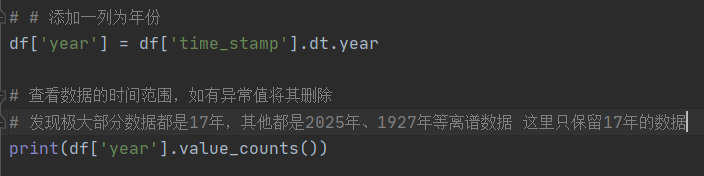 # # 添加一列为年份
df['year'] = df['time_stamp'].dt.year
# 查看数据的时间范围，如有异常值将其删除
# 发现极大部分数据都是17年，其他都是2025年、1927年等离谱数据 这里只保留17年的数据
print(df['year'].value_counts())